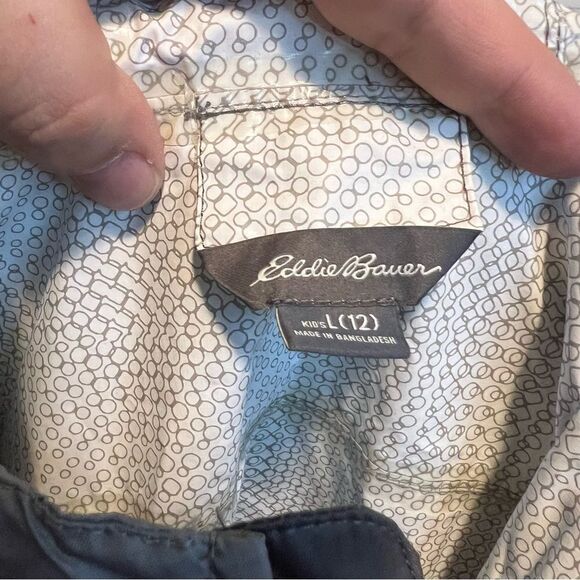 Eddie Bauer
KID'S L(12)
MADE IN BANGLADESH